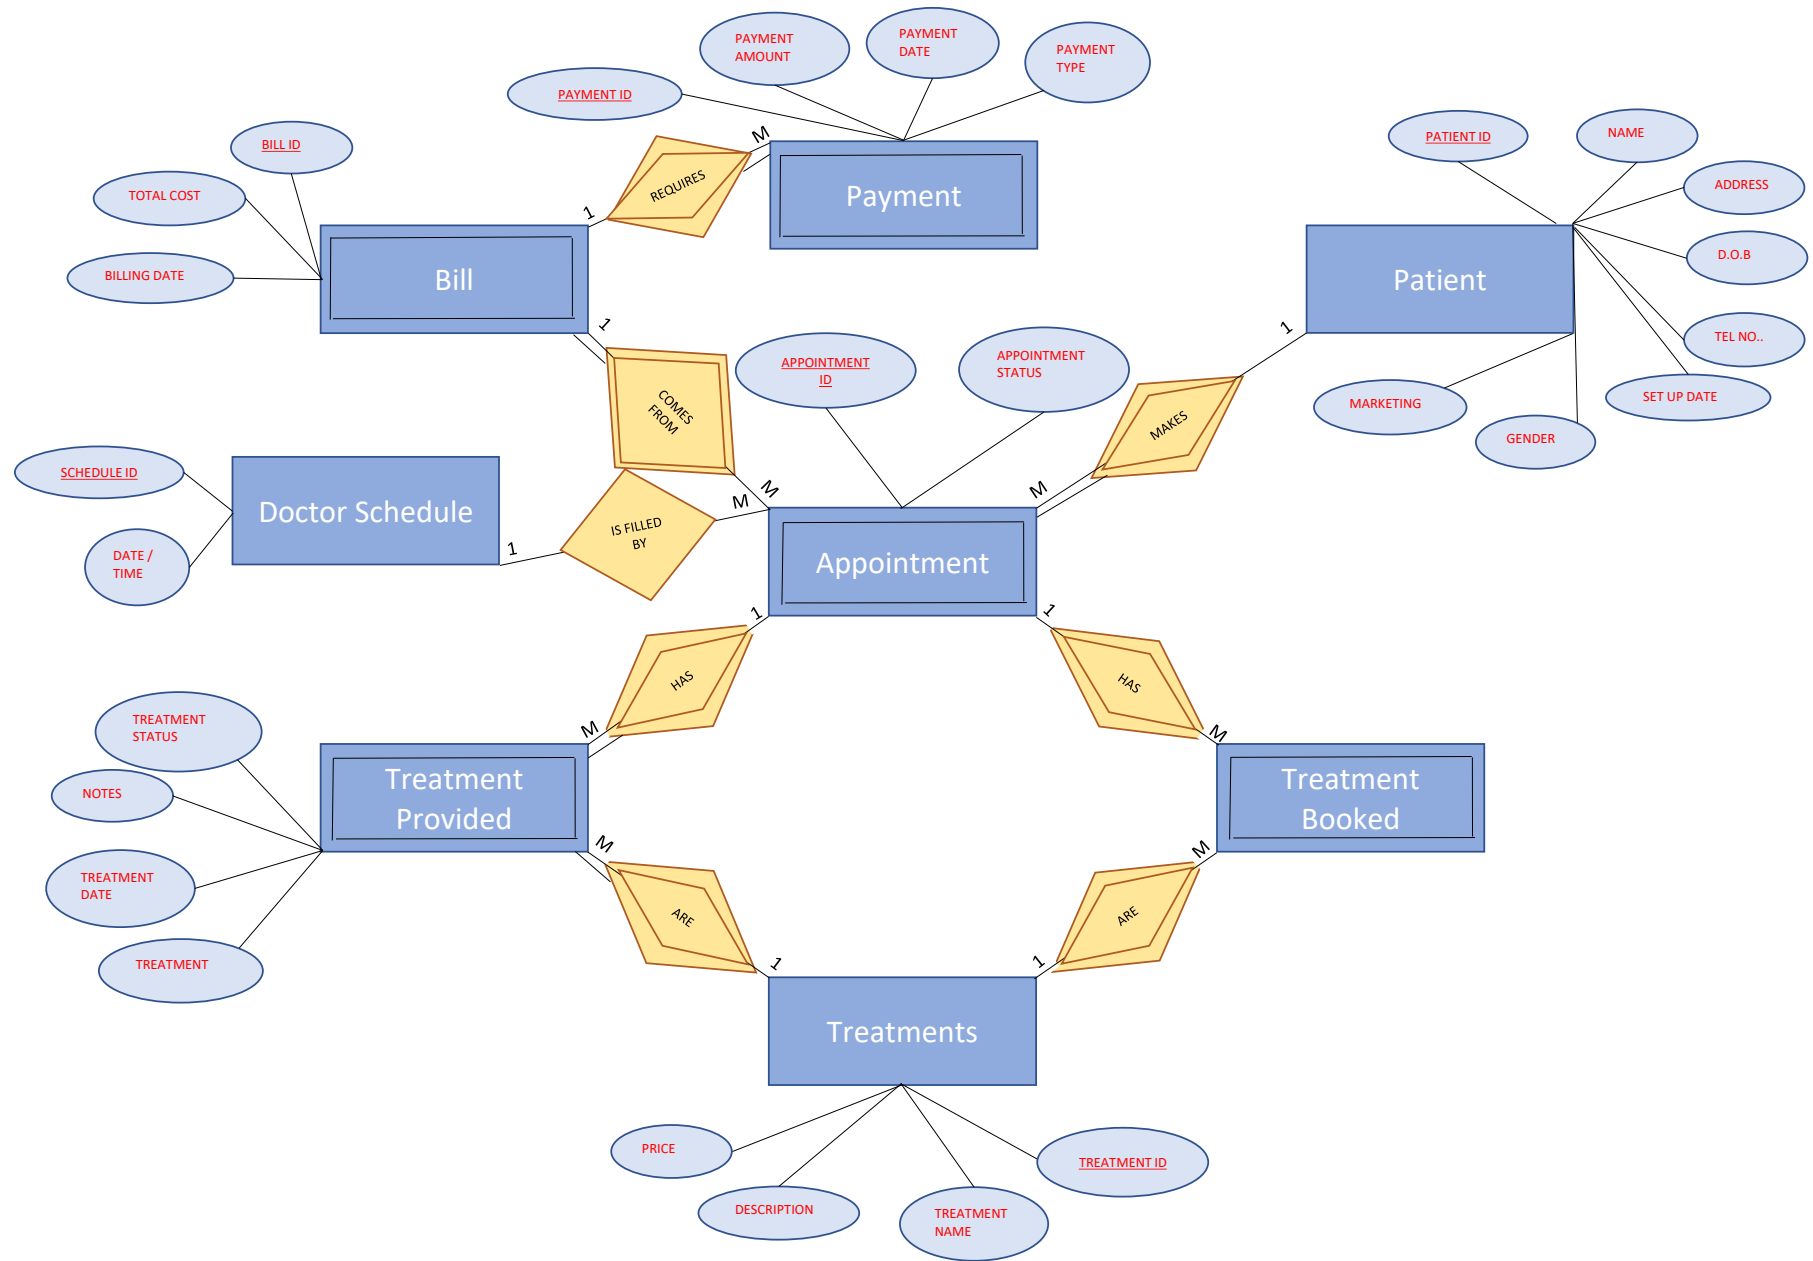 PAYMENT
AMOUNT
PAYMENT
DATE
PAYMENT
TYPE
PAYMENT ID
BILL ID
TOTAL COST
BILLING DATE
M
REQUIRES
1
Payment
Bill
PATIENT ID
NAME
ADDRESS
D.O.B
TEL NO..
SET UP DATE
GENDER
MARKETING
Patient
1
MAKES
M
1
COMES
FROM
M
APPOINTMENT
ID
APPOINTMENT
STATUS
SCHEDULE ID
DATE /
TIME
Doctor Schedule
1
IS FILLED
BY
M
Appointment
1
HAS
M
1
HAS
M
TREATMENT
STATUS
NOTES
TREATMENT
DATE
TREATMENT
Treatment
Provided
Treatment
Booked
M
ARE
1
M
ARE
1
Treatments
PRICE
DESCRIPTION
TREATMENT
NAME
TREATMENT ID